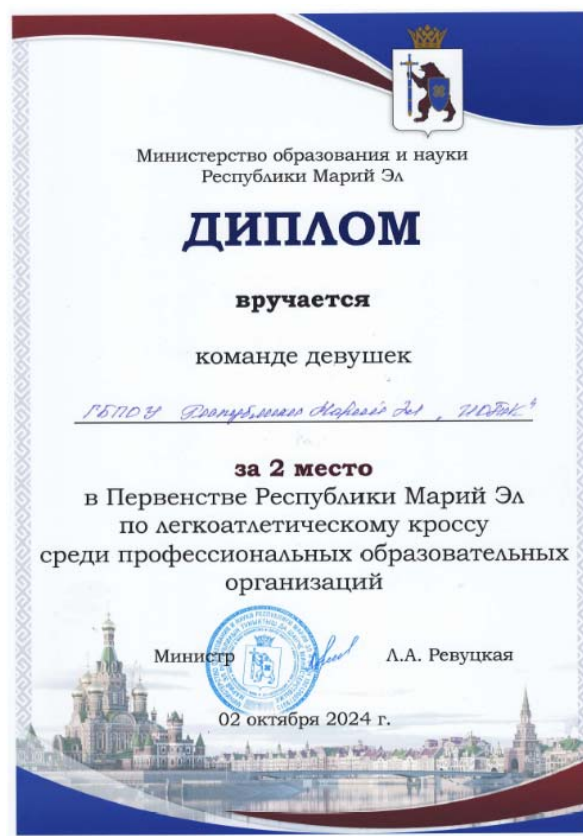 Министерство образования и науки
Республики Марий Эл
ДИПЛОМ
вручается
команде девушек
ГБПОУ Республики Марий Эл "ЙОТСК"
за 2 место
в Первенстве Республики Марий Эл
по легкоатлетическому кроссу
среди профессиональных образовательных
организаций
Министр Л.А. Ревуцкая
02 октября 2024 г.